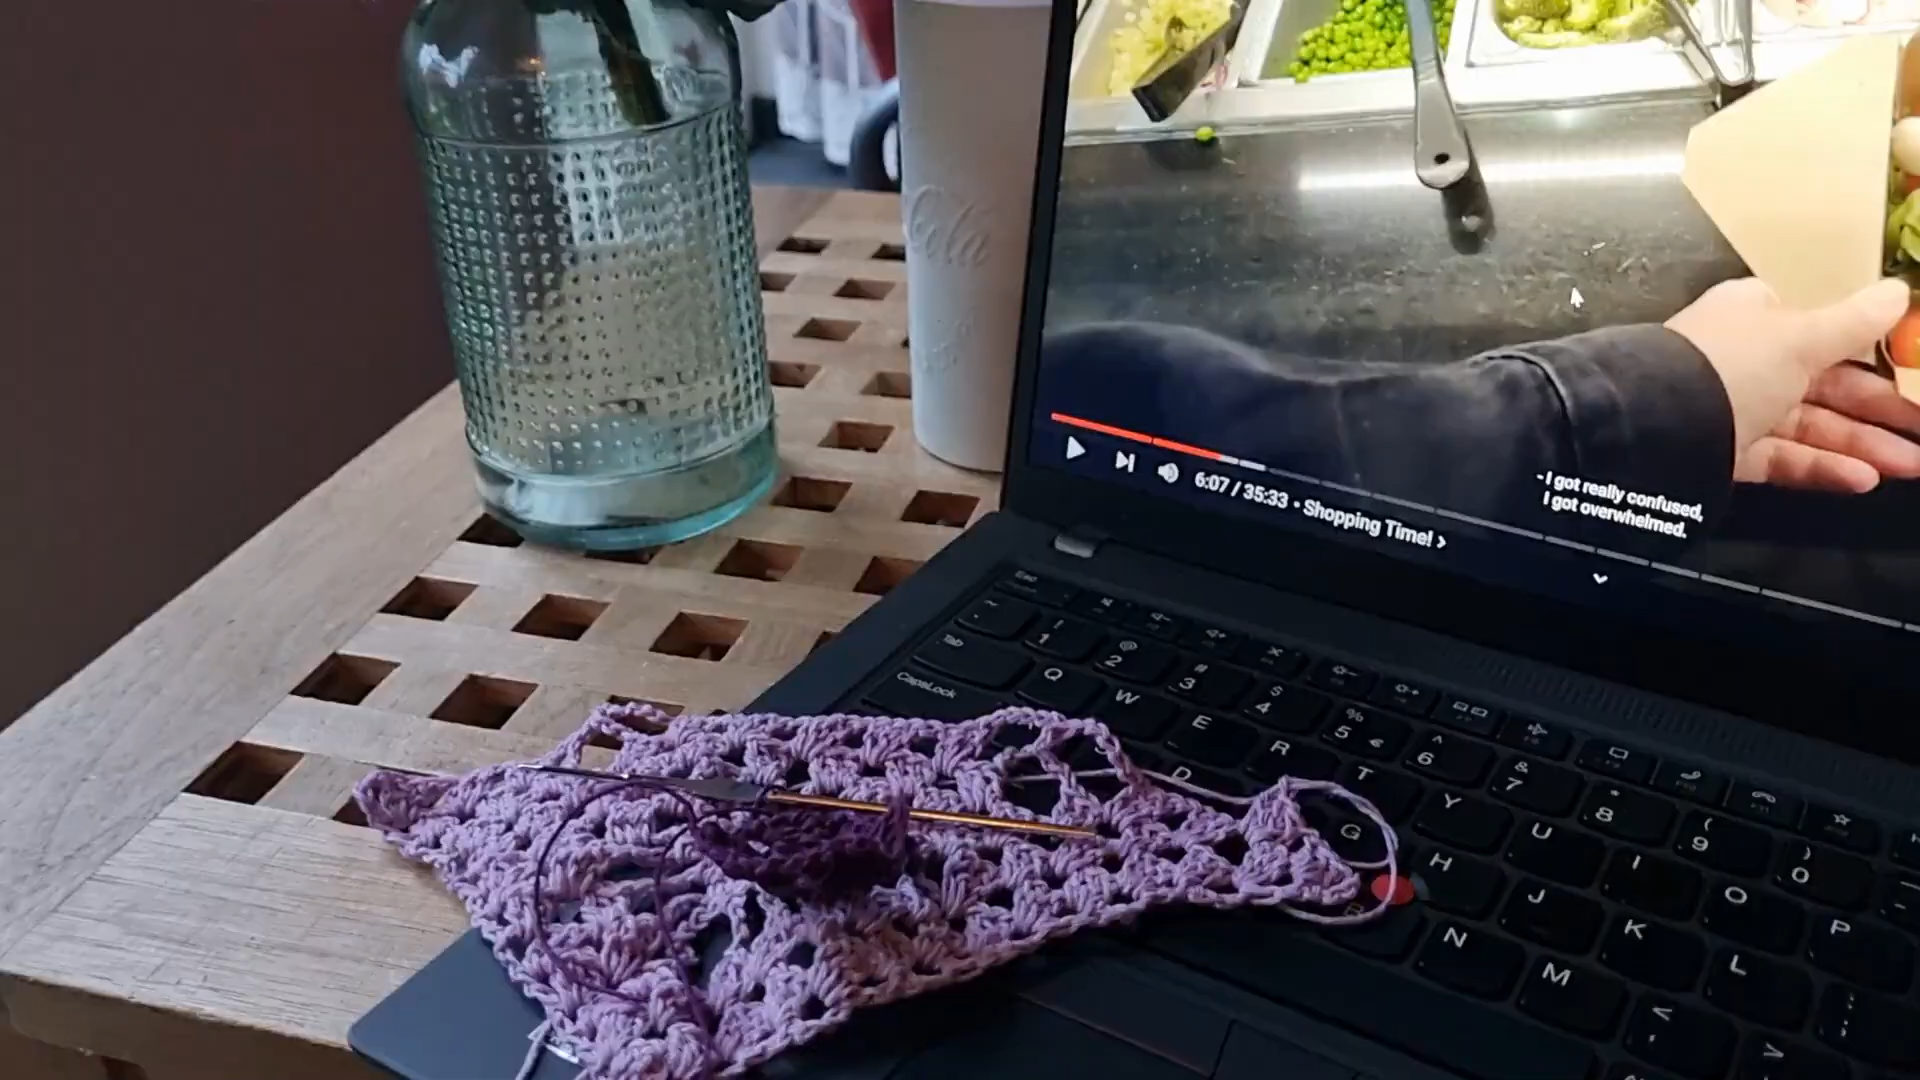 Cola
6:07 / 35:33 • Shopping Time! >
- I got really confused,
I got overwhelmed.
Esc
~
! 1
@ 2
# 3
$ 4
% 5 €
^ 6
& 7
* 8
( 9
) 0
Tab
Q
W
E
R
T
Y
U
I
O
P
CapsLock
S
D
G
H
J
K
L
B
N
M
< ,
> .